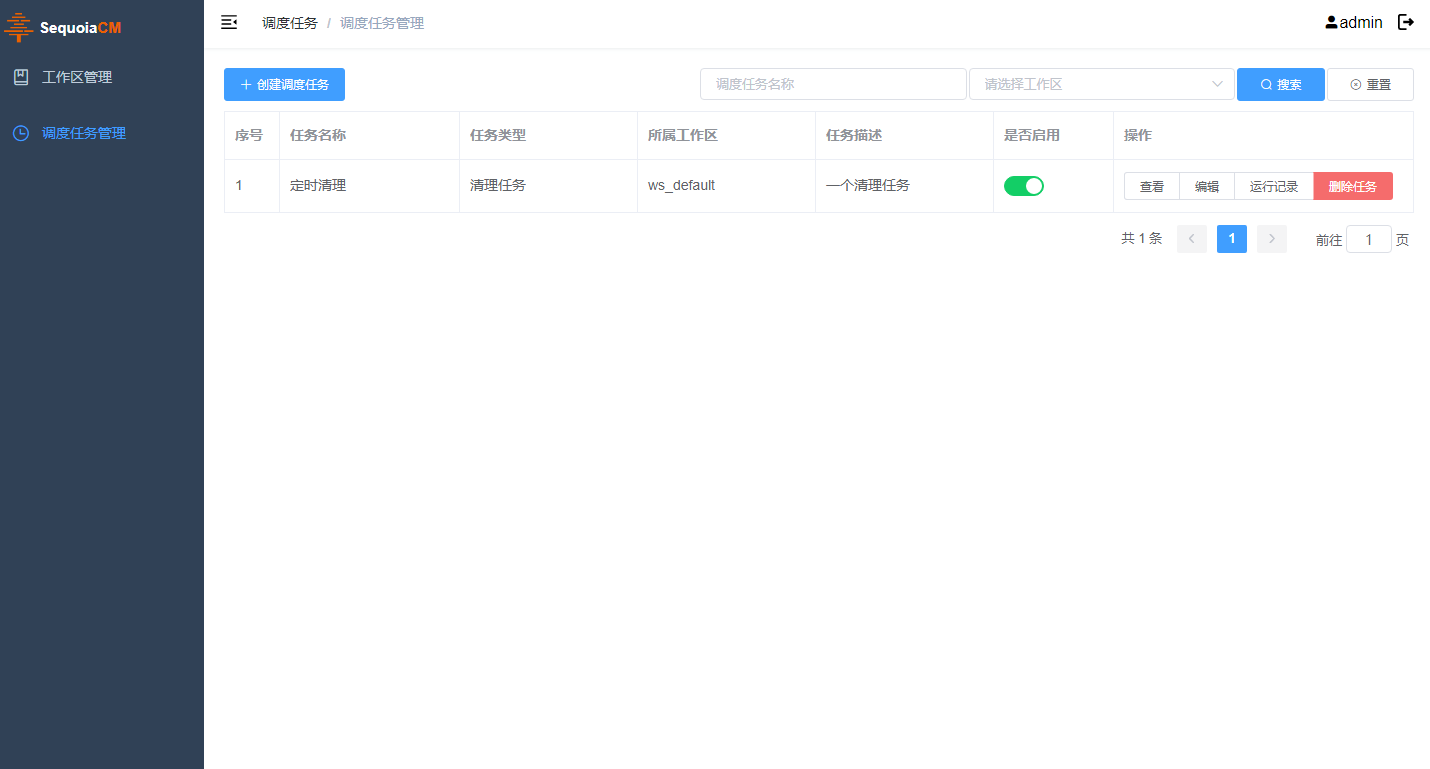 SequoiaCM
工作区管理
调度任务管理
调度任务 / 调度任务管理
admin
创建调度任务
调度任务名称
请选择工作区
搜索
重置
序号 任务名称 任务类型 所属工作区 任务描述 是否启用 操作
1 定时清理 清理任务 ws_default 一个清理任务 查看 编辑 运行记录 删除任务
共 1 条 1 前往 1 页